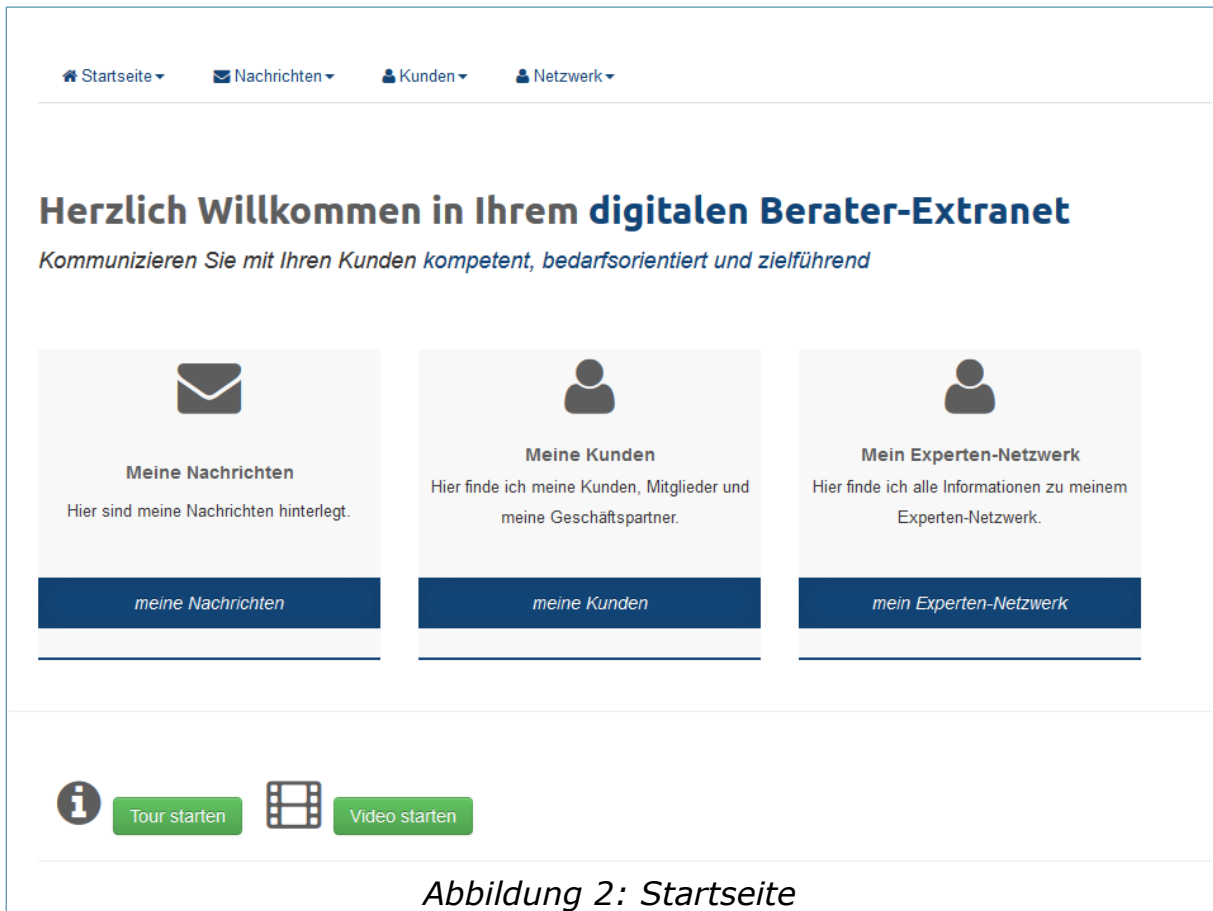 Startseite Nachrichten Kunden Netzwerk
Herzlich Willkommen in Ihrem digitalen Berater-Extranet
Kommunizieren Sie mit Ihren Kunden kompetent, bedarfsorientiert und zielführend
Meine Nachrichten
Hier sind meine Nachrichten hinterlegt.
meine Nachrichten
Meine Kunden
Hier finde ich meine Kunden, Mitglieder und
meine Geschäftspartner.
meine Kunden
Mein Experten-Netzwerk
Hier finde ich alle Informationen zu meinem
Experten-Netzwerk.
mein Experten-Netzwerk
Tour starten Video starten
Abbildung 2: Startseite